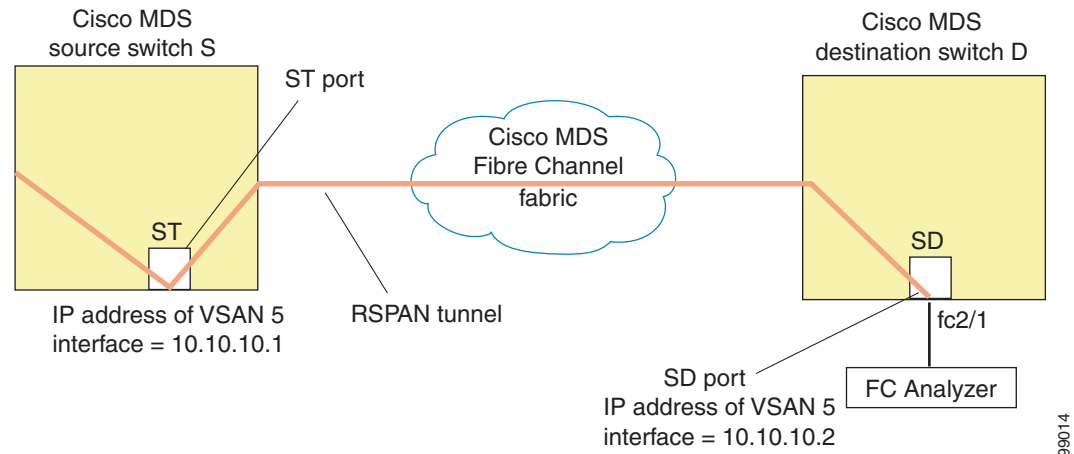 Cisco MDS
source switch S
Cisco MDS
destination switch D
ST port
Cisco MDS
Fibre Channel
fabric
ST
SD
IP address of VSAN 5
interface = 10.10.10.1
RSPAN tunnel
fc2/1
SD port
IP address of VSAN 5
interface = 10.10.10.2
FC Analyzer
99014